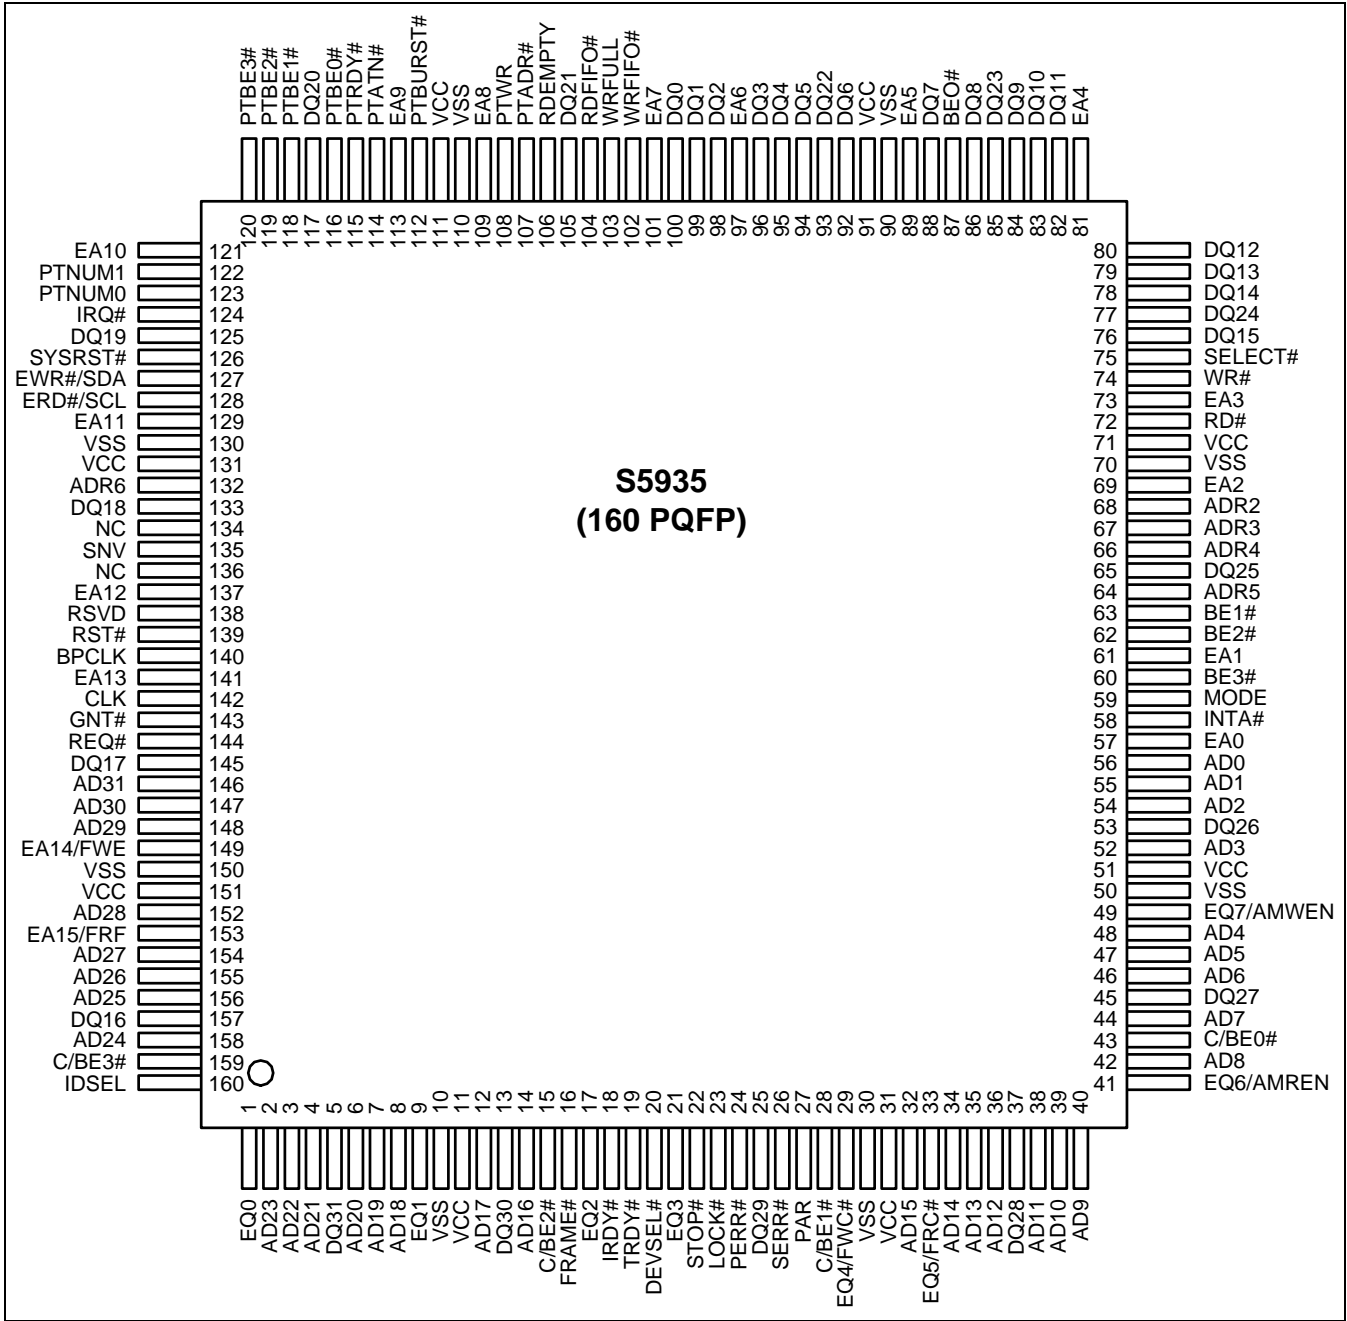 PTBE3#
PTBE2#
PTBE1#
DQ20
PTBE0#
PTRDY#
PTATN#
EA9
PTBURST#
VCC
VSS
EA8
PTWR
PTADR#
RDEMPTY
DQ21
RDFIFO#
WRFULL
WRFIFO#
EA7
DQ0
DQ1
DQ2
EA6
DQ3
DQ4
DQ5
DQ22
DQ6
VCC
VSS
EA5
DQ7
BEO#
DQ8
DQ23
DQ9
DQ10
DQ11
EA4
120
119
118
117
116
115
114
113
112
111
110
109
108
107
106
105
104
103
102
101
100
99
98
97
96
95
94
93
92
91
90
89
88
87
86
85
84
83
82
81
EA10 121
PTNUM1 122
PTNUM0 123
IRQ# 124
DQ19 125
SYSRST# 126
EWR#/SDA 127
ERD#/SCL 128
EA11 129
VSS 130
VCC 131
ADR6 132
DQ18 133
NC 134
SNV 135
NC 136
EA12 137
RSVD 138
RST# 139
BPCLK 140
EA13 141
CLK 142
GNT# 143
REQ# 144
DQ17 145
AD31 146
AD30 147
AD29 148
EA14/FWE 149
VSS 150
VCC 151
AD28 152
EA15/FRF 153
AD27 154
AD26 155
AD25 156
DQ16 157
AD24 158
C/BE3# 159
IDSEL 160
S5935
(160 PQFP)
80 DQ12
79 DQ13
78 DQ14
77 DQ24
76 DQ15
75 SELECT#
74 WR#
73 EA3
72 RD#
71 VCC
70 VSS
69 EA2
68 ADR2
67 ADR3
66 ADR4
65 DQ25
64 ADR5
63 BE1#
62 BE2#
61 EA1
60 BE3#
59 MODE
58 INTA#
57 EA0
56 AD0
55 AD1
54 AD2
53 DQ26
52 AD3
51 VCC
50 VSS
49 EQ7/AMWEN
48 AD4
47 AD5
46 AD6
45 DQ27
44 AD7
43 C/BE0#
42 AD8
41 EQ6/AMREN
1
2
3
4
5
6
7
8
9
10
11
12
13
14
15
16
17
18
19
20
21
22
23
24
25
26
27
28
29
30
31
32
33
34
35
36
37
38
39
40
EQ0
AD23
AD22
AD21
DQ31
AD20
AD19
AD18
EQ1
VSS
VCC
AD17
DQ30
AD16
C/BE2#
FRAME#
EQ2
IRDY#
TRDY#
DEVSEL#
EQ3
STOP#
LOCK#
PERR#
DQ29
SERR#
PAR
C/BE1#
EQ4/FWC#
VSS
VCC
AD15
EQ5/FRC#
AD14
AD13
AD12
DQ28
AD11
AD10
AD9